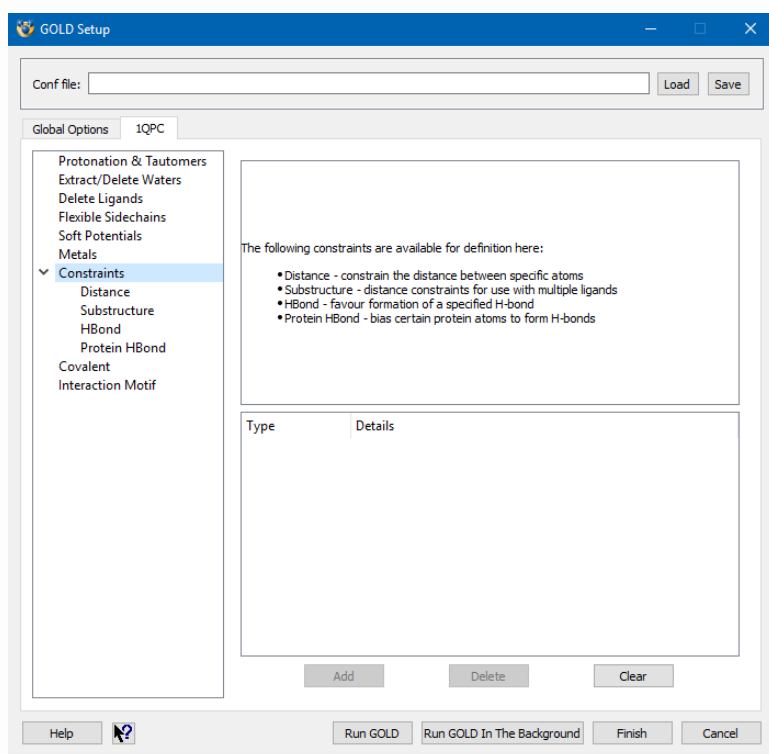 GOLD Setup
Conf file:
Load
Save
Global Options
1QPC
Protonation & Tautomers
Extract/Delete Waters
Delete Ligands
Flexible Sidechains
Soft Potentials
Metals
Constraints
Distance
Substructure
HBond
Protein HBond
Covalent
Interaction Motif
The following constraints are available for definition here:
•Distance - constrain the distance between specific atoms
•Substructure - distance constraints for use with multiple ligands
•HBond - favour formation of a specified H-bond
•Protein HBond - bias certain protein atoms to form H-bonds
Type Details
Add
Delete
Clear
Help
Run GOLD
Run GOLD In The Background
Finish
Cancel